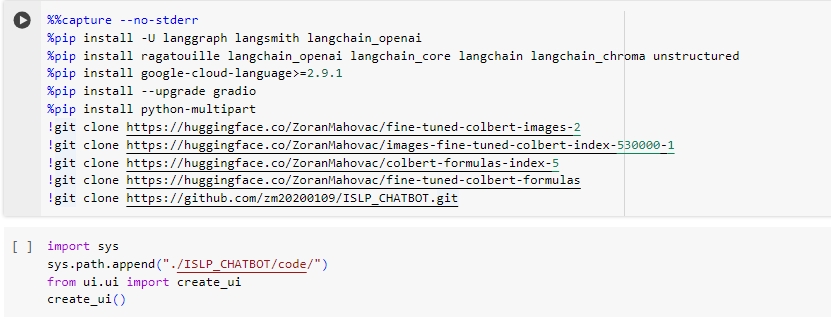 %%capture --no-stderr
%pip install -U langgraph langsmith langchain_openai
%pip install ragatouille langchain_openai langchain_core langchain langchain_chroma unstructured
%pip install google-cloud-language>=2.9.1
%pip install --upgrade gradio
%pip install python-multipart
!git clone https://huggingface.co/ZoranMahovac/fine-tuned-colbert-images-2
!git clone https://huggingface.co/ZoranMahovac/images-fine-tuned-colbert-index-530000-1
!git clone https://huggingface.co/ZoranMahovac/colbert-formulas-index-5
!git clone https://huggingface.co/ZoranMahovac/fine-tuned-colbert-formulas
!git clone https://github.com/zm20200109/ISLP_CHATBOT.git
[ ] import sys
sys.path.append("./ISLP_CHATBOT/code/")
from ui.ui import create_ui
create_ui()